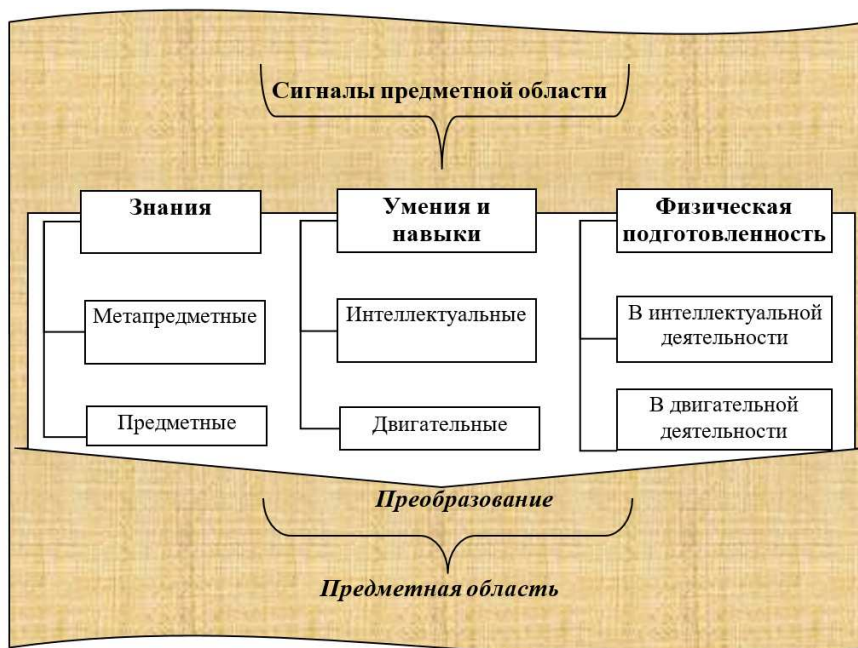 Сигналы предметной области
Знания
Умения и
навыки
Физическая
подготовленность
Метапредметные
Интеллектуальные
В интеллектуальной
деятельности
Предметные
Двигательные
В двигательной
деятельности
Преобразование
Предметная область